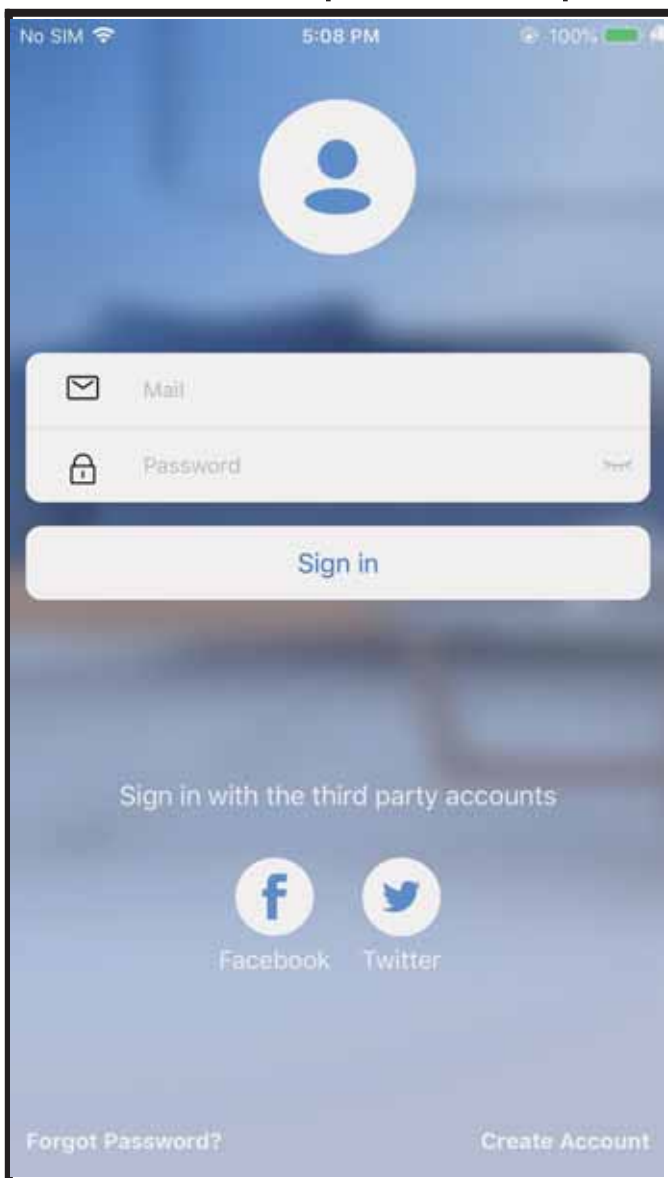 No SIM 5:08 PM 100%
Mail
Password
Sign in
Sign in with the third party accounts
Facebook Twitter
Forgot Password? Create Account